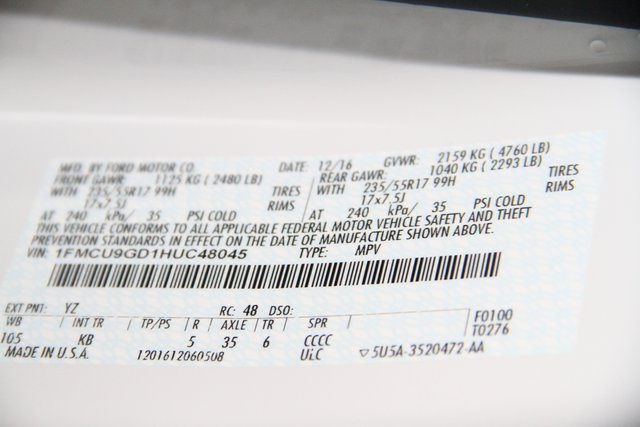 MFD. BY FORD MOTOR CO. DATE: 12/16 GVWR: 2159 KG ( 4760 LB)
FRONT GAWR: 1125 KG ( 2480 LB) REAR GAWR: 1040 KG ( 2293 LB)
WITH 235/55R17 99H TIRES WITH 235/55R17 99H TIRES
17x7.5J RIMS 17x7.5J RIMS
AT 240 kPa/ 35 PSI COLD AT 240 kPa/ 35 PSI COLD
THIS VEHICLE CONFORMS TO ALL APPLICABLE FEDERAL MOTOR VEHICLE SAFETY AND THEFT
PREVENTION STANDARDS IN EFFECT ON THE DATE OF MANUFACTURE SHOWN ABOVE.
VIN: 1FMCU9GD1HUC48045 TYPE: MPV
EXT PNT: YZ RC: 48 DSO:
WB INT TR TP/PS R AXLE TR SPR F0100
105 KB 5 35 6 CCCC T0276
MADE IN U.S.A. 1201612060508 UiLC ▽5U5A-3520472-AA